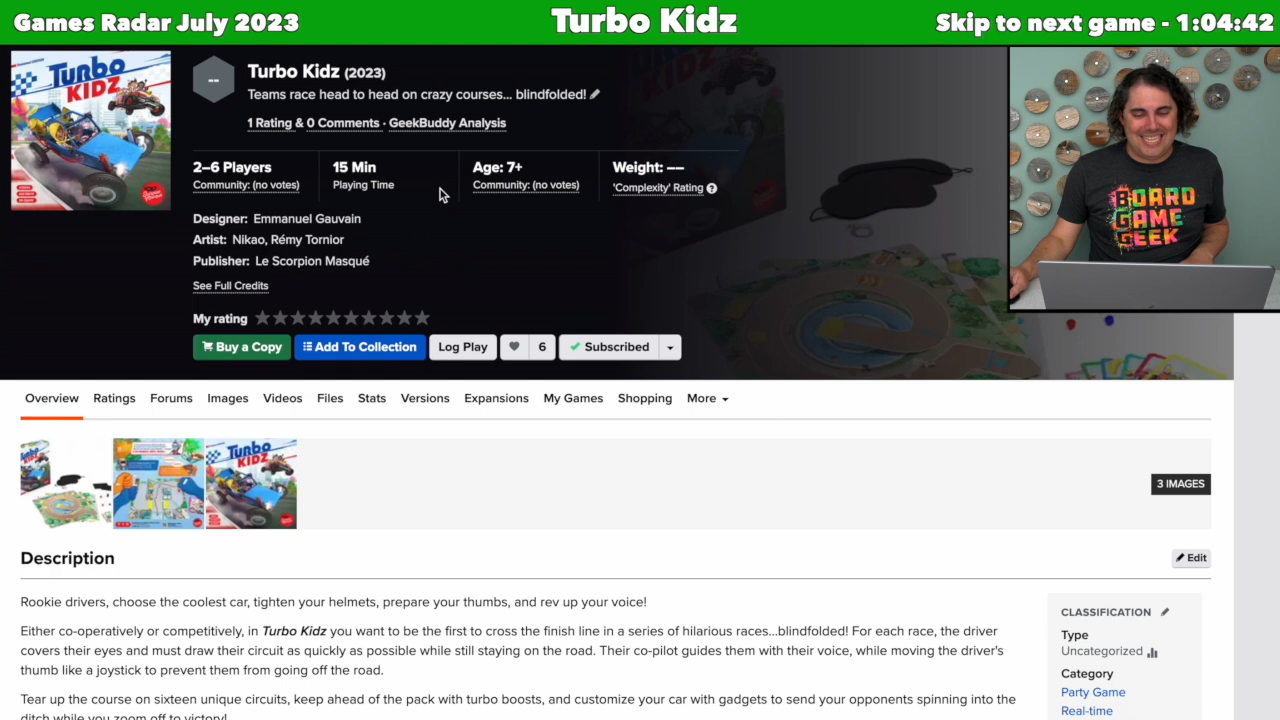 Games Radar July 2023
Turbo Kidz
Skip to next game - 1:04:42
Turbo
KIDZ
--
Turbo Kidz (2023)
Teams race head to head on crazy courses... blindfolded!
1 Rating & 0 Comments · GeekBuddy Analysis
2–6 Players
Community: (no votes)
15 Min
Playing Time
Age: 7+
Community: (no votes)
Weight: --
'Complexity' Rating ?
Designer: Emmanuel Gauvain
Artist: Nikao, Rémy Tornior
Publisher: Le Scorpion Masqué
See Full Credits
My rating
Buy a Copy
Add To Collection
Log Play
6
Subscribed
BOARD
GAME
GEEK
Overview
Ratings
Forums
Images
Videos
Files
Stats
Versions
Expansions
My Games
Shopping
More
Turbo
KIDZ
3 IMAGES
Description
Edit
Rookie drivers, choose the coolest car, tighten your helmets, prepare your thumbs, and rev up your voice!
Either co-operatively or competitively, in Turbo Kidz you want to be the first to cross the finish line in a series of hilarious races...blindfolded! For each race, the driver
covers their eyes and must draw their circuit as quickly as possible while still staying on the road. Their co-pilot guides them with their voice, while moving the driver's
thumb like a joystick to prevent them from going off the road.
Tear up the course on sixteen unique circuits, keep ahead of the pack with turbo boosts, and customize your car with gadgets to send your opponents spinning into the
ditch while you zoom off to victory!
CLASSIFICATION
Type
Uncategorized
Category
Party Game
Real-time